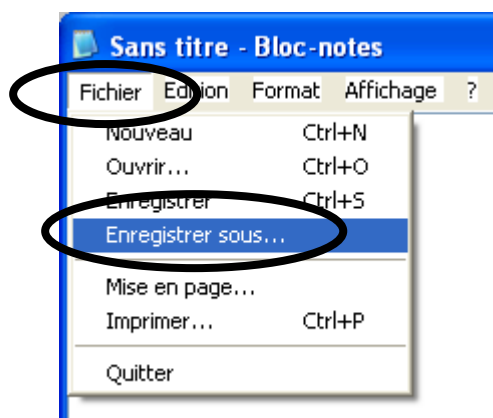 Sans titre - Bloc-notes
Fichier Edition Format Affichage ?
Nouveau Ctrl+N
Ouvrir... Ctrl+O
Enregistrer Ctrl+S
Enregistrer sous...
Mise en page...
Imprimer... Ctrl+P
Quitter